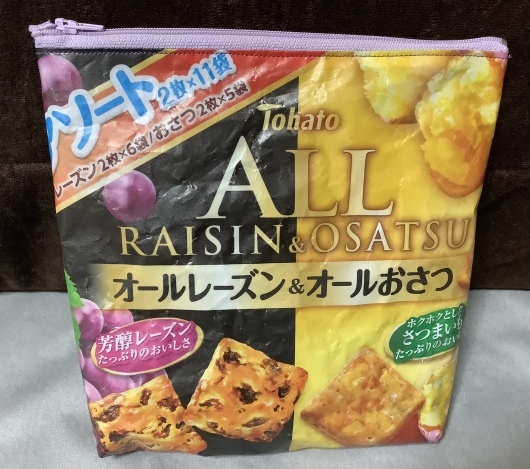 ソート 2枚×11袋
レーズン2枚×6袋/おさつ2枚×5袋
Tohato
ALL
RAISIN&OSATSU
オールレーズン&オールおさつ
芳醇レーズン
たっぷりのおいしさ
ホクホクとし
さつまいも
たっぷりのおい